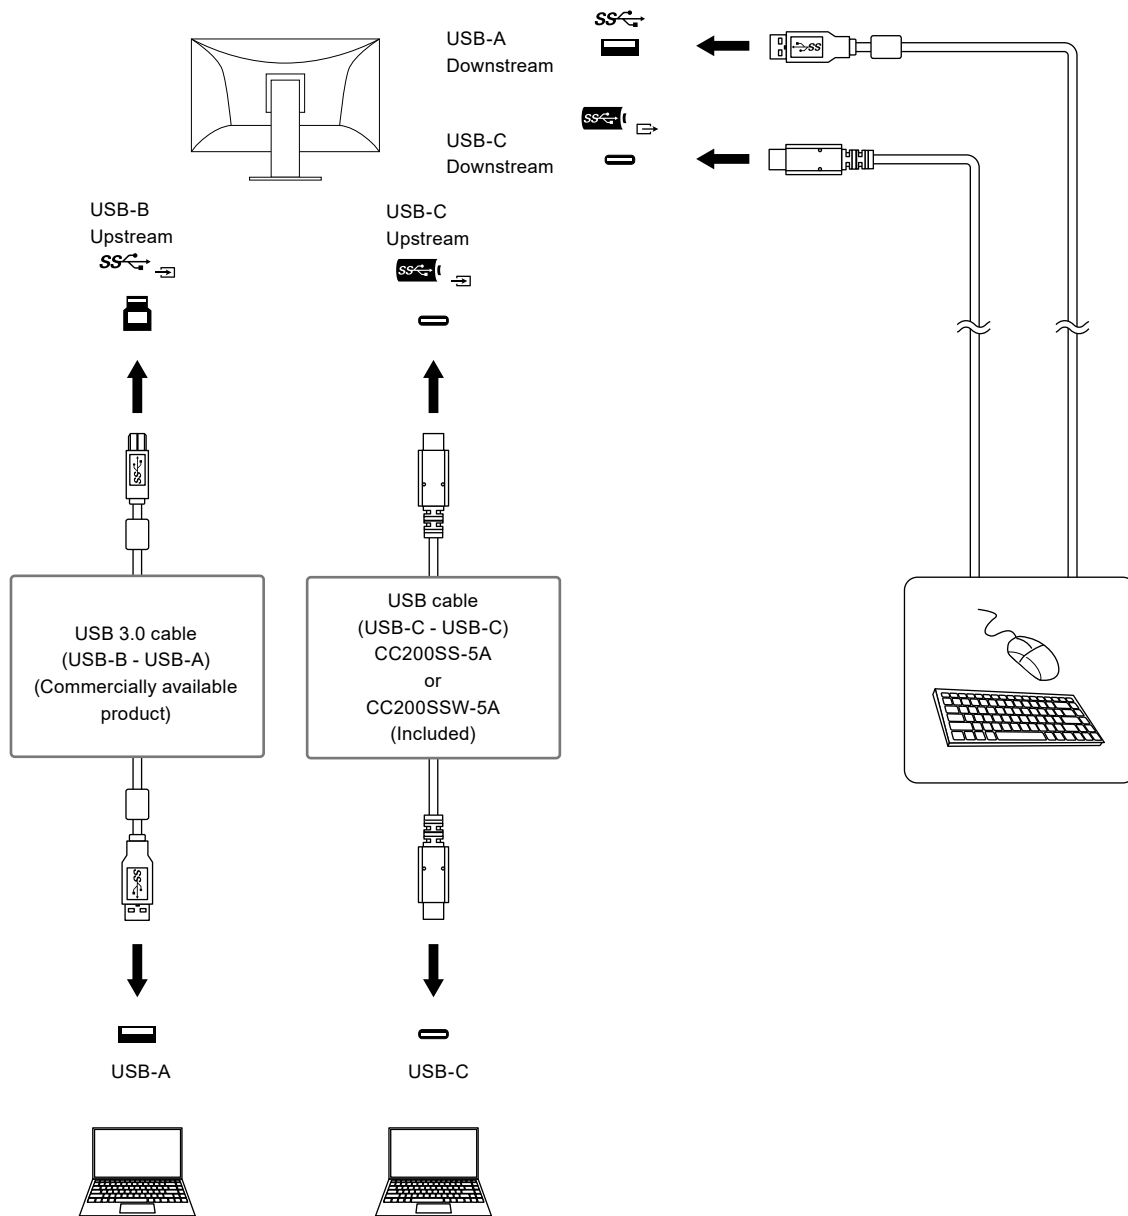 USB-A
Downstream
USB-C
Downstream
USB-B
Upstream
USB-C
Upstream
USB 3.0 cable
(USB-B - USB-A)
(Commercially available
product)
USB cable
(USB-C - USB-C)
CC200SS-5A
or
CC200SSW-5A
(Included)
USB-A
USB-C